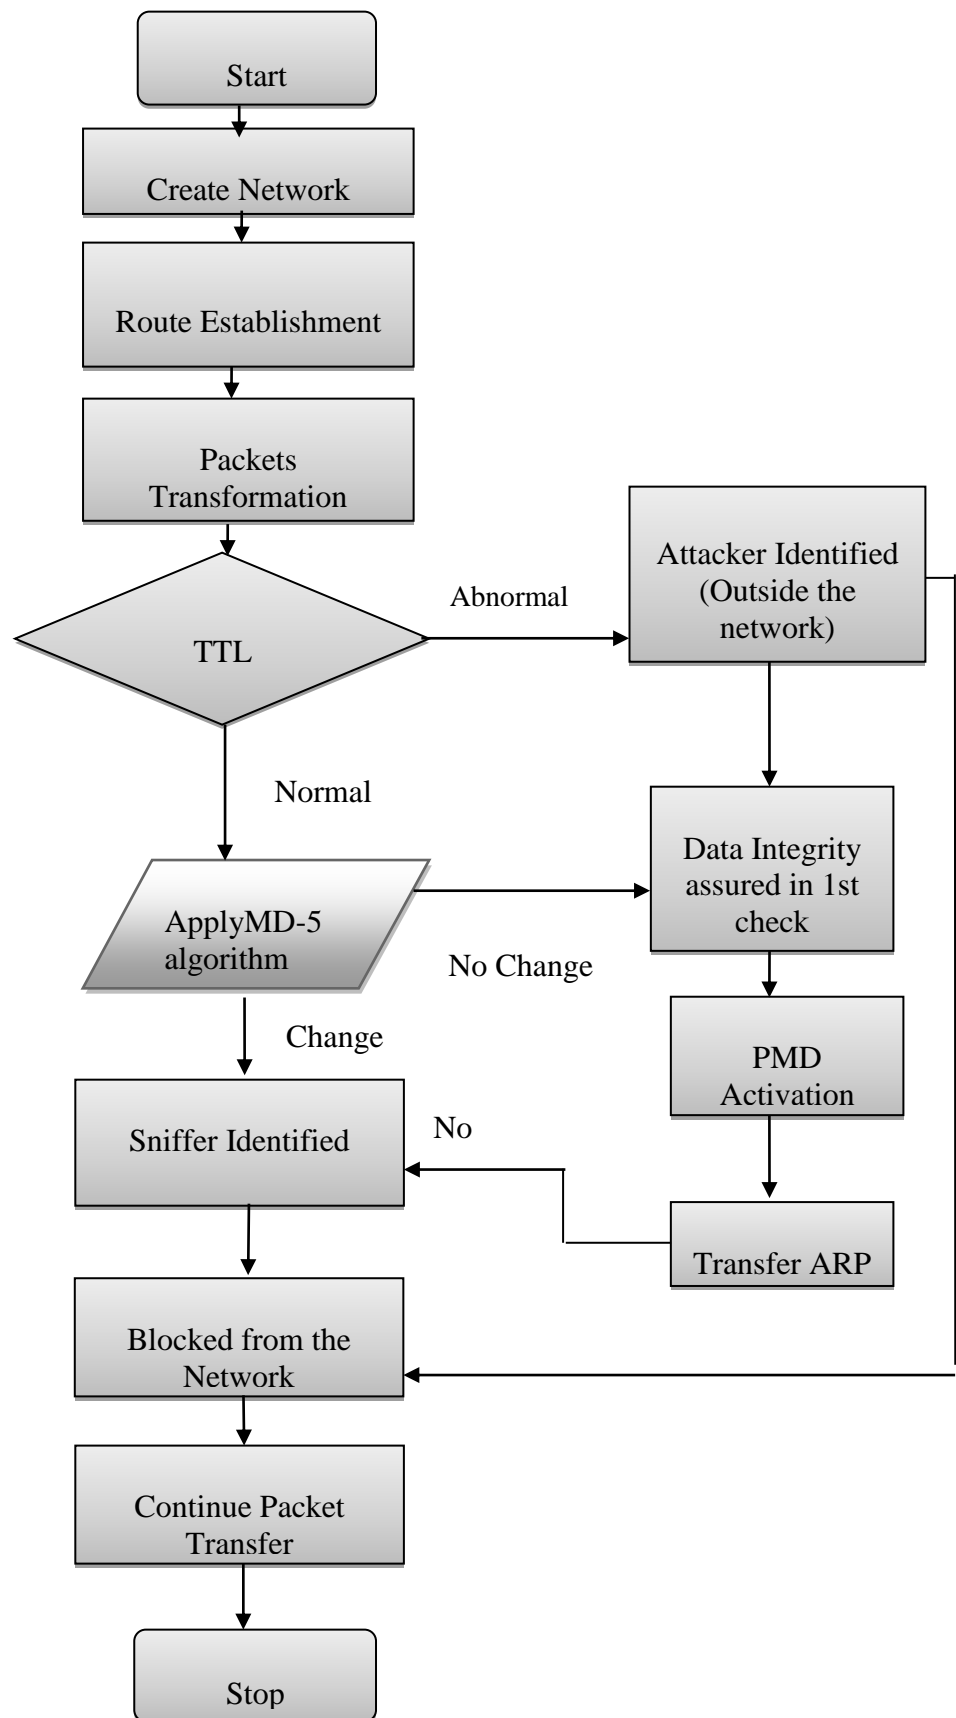 Start
Create Network
Route Establishment
Packets
Transformation
TTL
Abnormal
Attacker Identified
(Outside the
network)
Normal
ApplyMD-5
algorithm
No Change
Data Integrity
assured in 1st
check
Change
PMD
Activation
Sniffer Identified
No
Transfer ARP
Blocked from the
Network
Continue Packet
Transfer
Stop